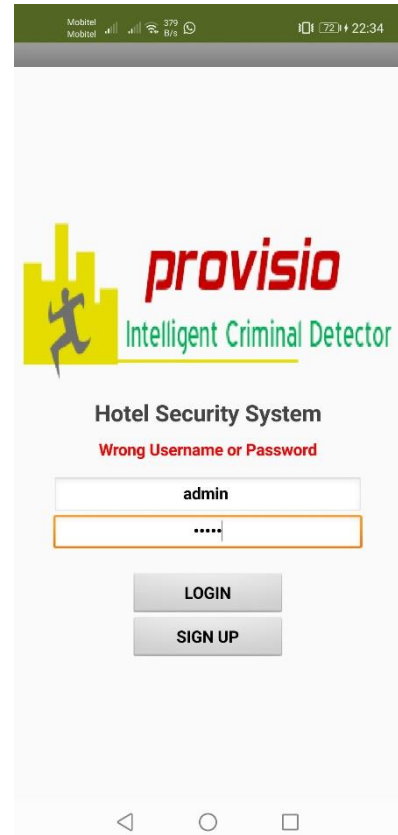 Mobitel 379
Mobitel B/s 72 22:34
provisio
Intelligent Criminal Detector
Hotel Security System
Wrong Username or Password
admin
•••••
LOGIN
SIGN UP